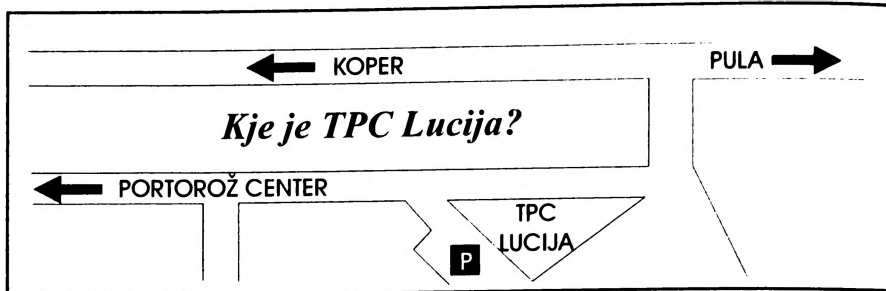 KOPER
PULA
Kje je TPC Lucija?
PORTOROŽ CENTER
TPC
LUCIJA
P